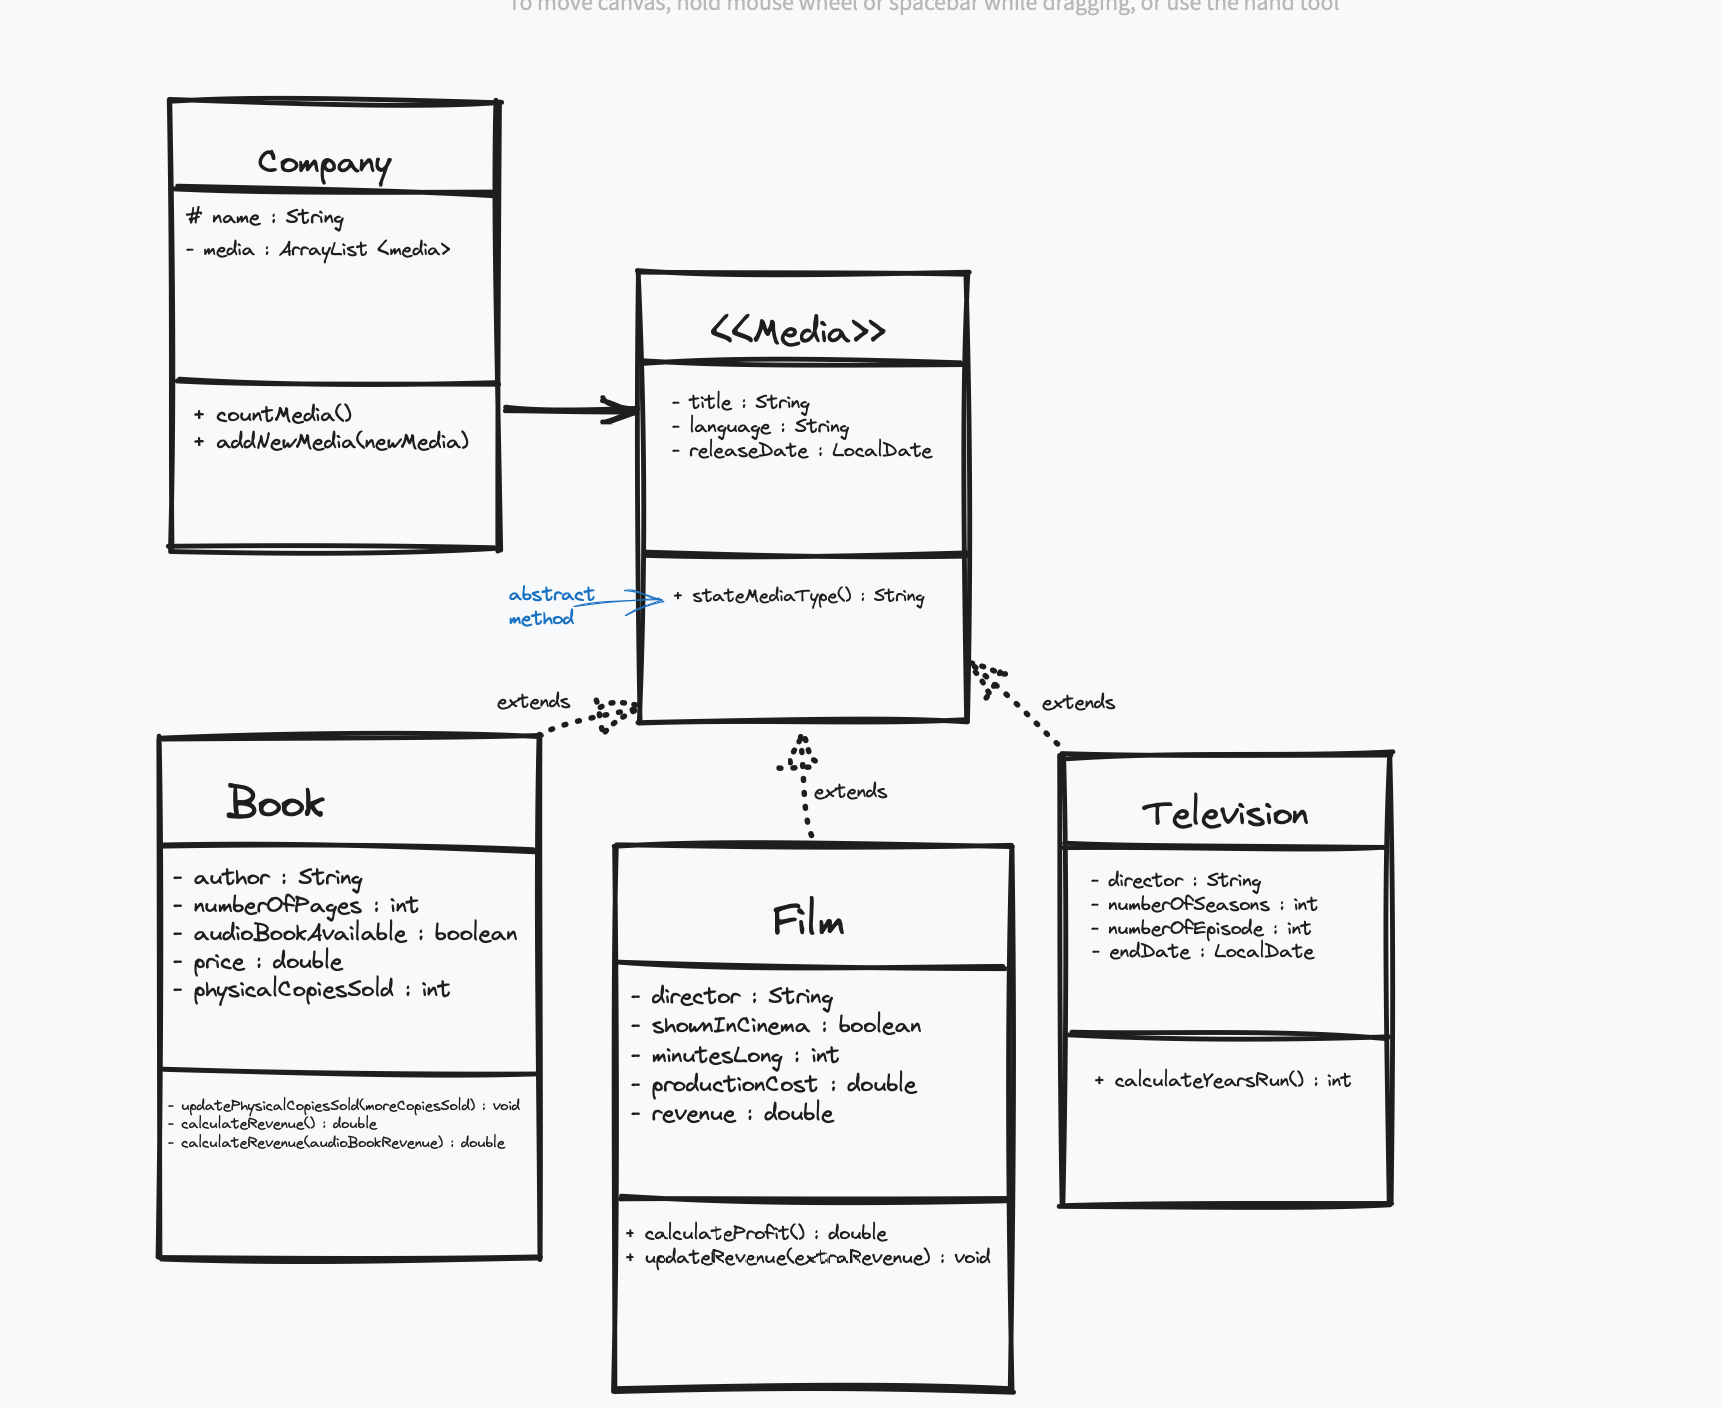 To move canvas, hold mouse wheel or spacebar while dragging, or use the hand tool
Company
# name : String
- media : ArrayList <media>
+ countMedia()
+ addNewMedia(newMedia)
<<Media>>
- title : String
- language : String
- releaseDate : LocalDate
abstract
method
+ stateMediaType() : String
extends
extends
extends
Book
- author : String
- numberOfPages : int
- audioBookAvailable : boolean
- price : double
- physicalCopiesSold : int
- updatePhysicalCopiesSold(moreCopiesSold) : void
- calculateRevenue() : double
- calculateRevenue(audioBookRevenue) : double
Film
- director : String
- shownInCinema : boolean
- minutesLong : int
- productionCost : double
- revenue : double
+ calculateProfit() : double
+ updateRevenue(extraRevenue) : void
Television
- director : String
- numberOfSeasons : int
- numberOfEpisode : int
- endDate : LocalDate
+ calculateYearsRun() : int